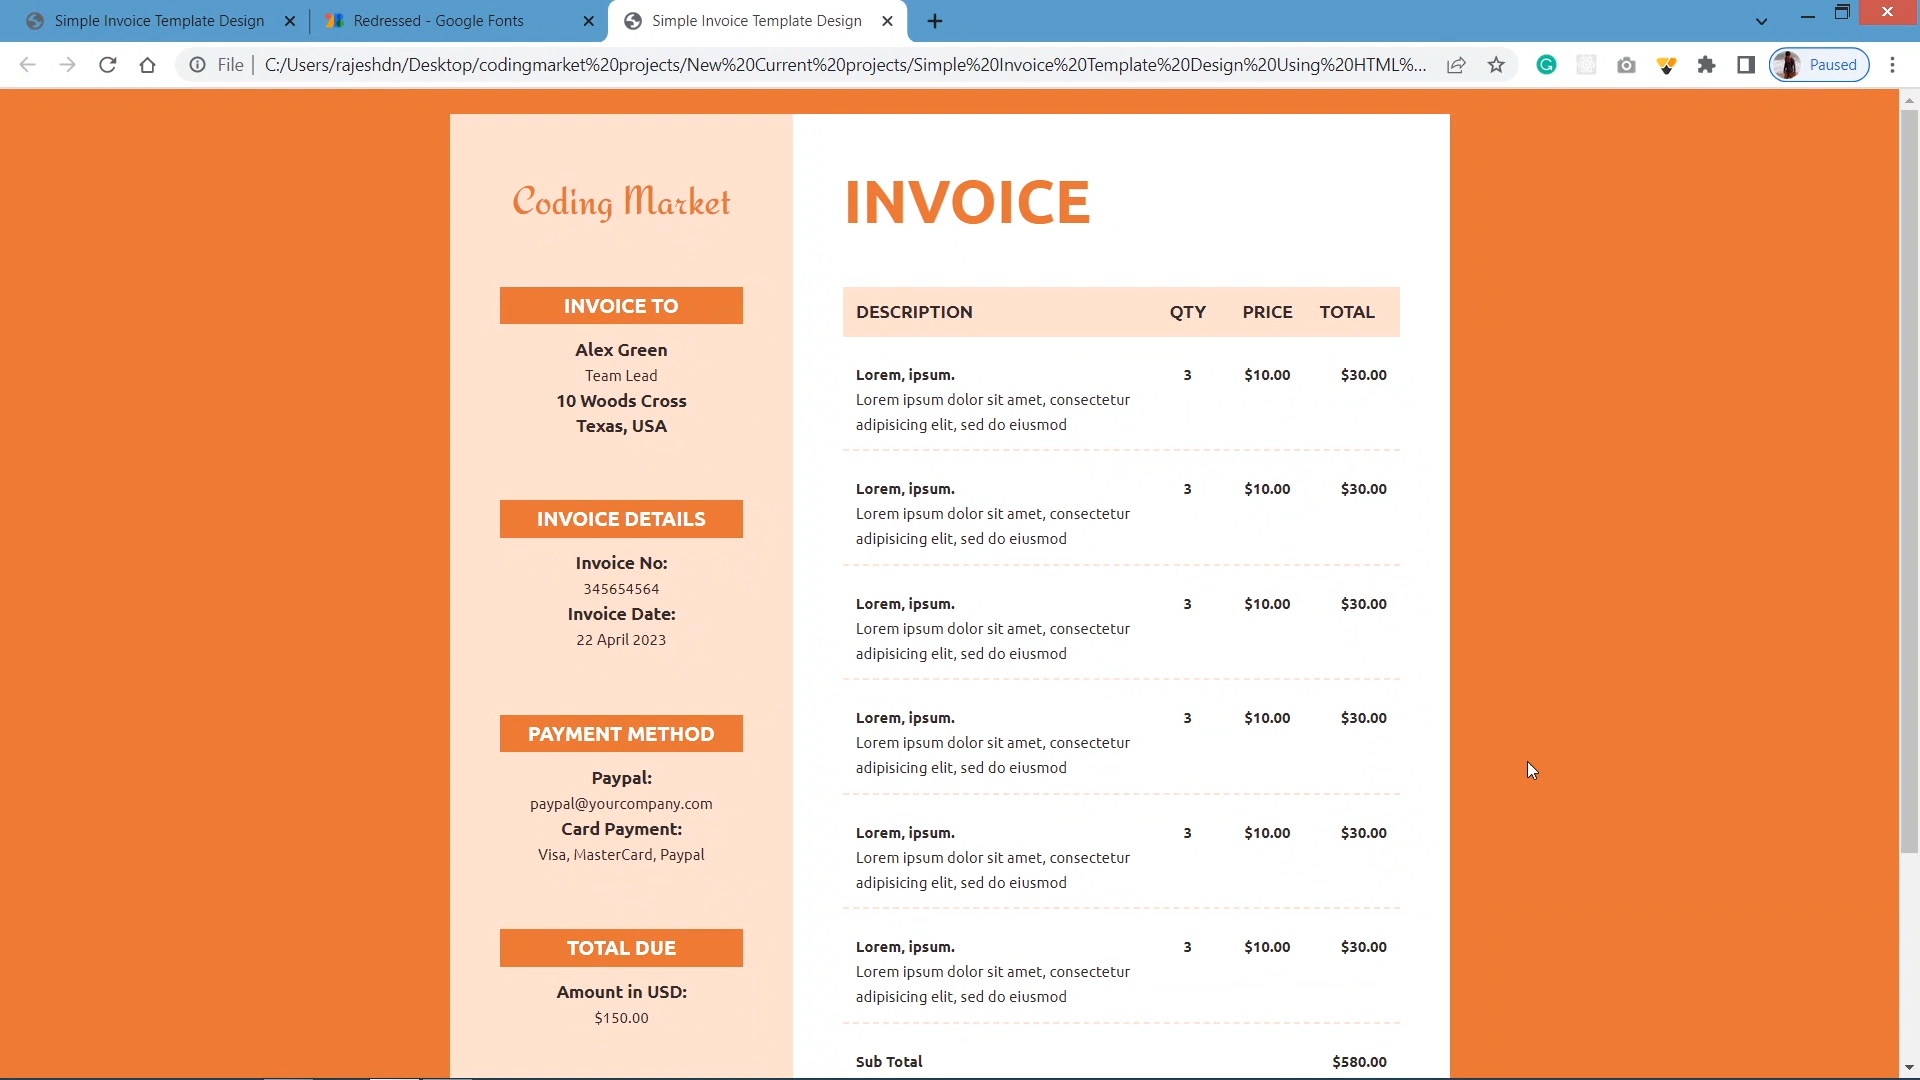 Simple Invoice Template Design
Redressed - Google Fonts
Simple Invoice Template Design
File
C:/Users/rajeshdn/Desktop/codingmarket%20projects/New%20Current%20projects/Simple%20Invoice%20Template%20Design%20Using%20HTML%...
Paused
Coding Market
INVOICE TO
Alex Green
Team Lead
10 Woods Cross
Texas, USA
INVOICE DETAILS
Invoice No:
345654564
Invoice Date:
22 April 2023
PAYMENT METHOD
Paypal:
paypal@yourcompany.com
Card Payment:
Visa, MasterCard, Paypal
TOTAL DUE
Amount in USD:
$150.00
INVOICE
DESCRIPTION QTY PRICE TOTAL
Lorem, ipsum. 3 $10.00 $30.00
Lorem ipsum dolor sit amet, consectetur
adipisicing elit, sed do eiusmod
Lorem, ipsum. 3 $10.00 $30.00
Lorem ipsum dolor sit amet, consectetur
adipisicing elit, sed do eiusmod
Lorem, ipsum. 3 $10.00 $30.00
Lorem ipsum dolor sit amet, consectetur
adipisicing elit, sed do eiusmod
Lorem, ipsum. 3 $10.00 $30.00
Lorem ipsum dolor sit amet, consectetur
adipisicing elit, sed do eiusmod
Lorem, ipsum. 3 $10.00 $30.00
Lorem ipsum dolor sit amet, consectetur
adipisicing elit, sed do eiusmod
Lorem, ipsum. 3 $10.00 $30.00
Lorem ipsum dolor sit amet, consectetur
adipisicing elit, sed do eiusmod
Sub Total $580.00